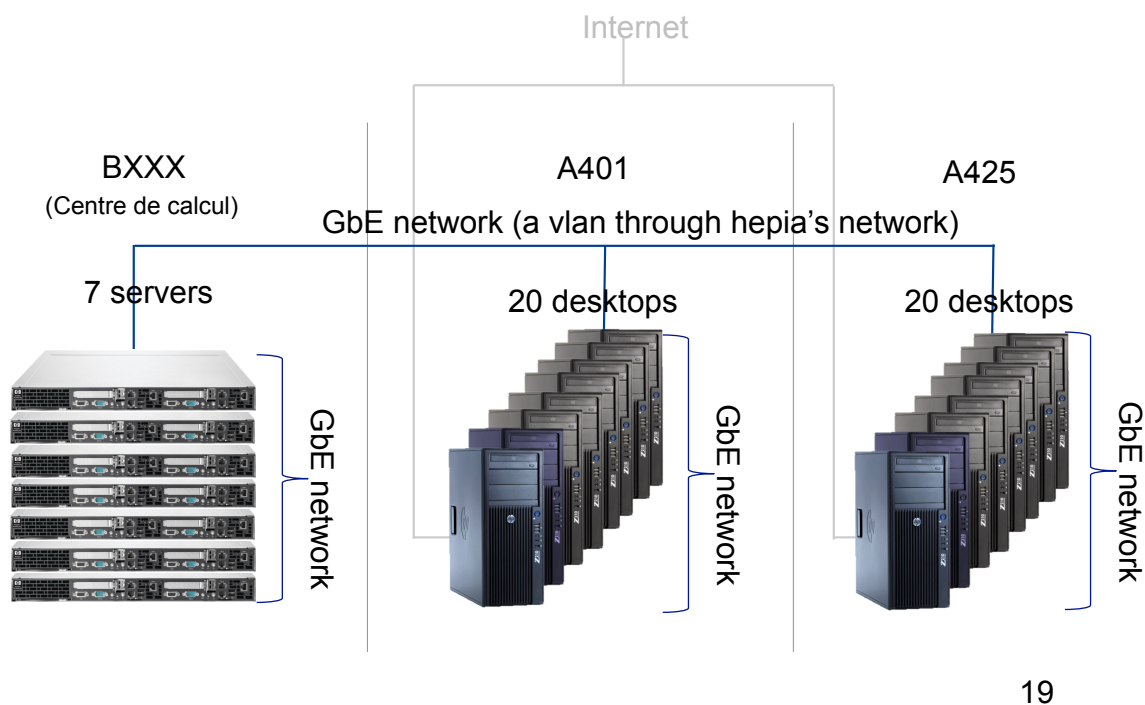 Internet
BXXX
(Centre de calcul)
A401
A425
GbE network (a vlan through hepia's network)
7 servers
20 desktops
20 desktops
GbE network
GbE network
GbE network
19